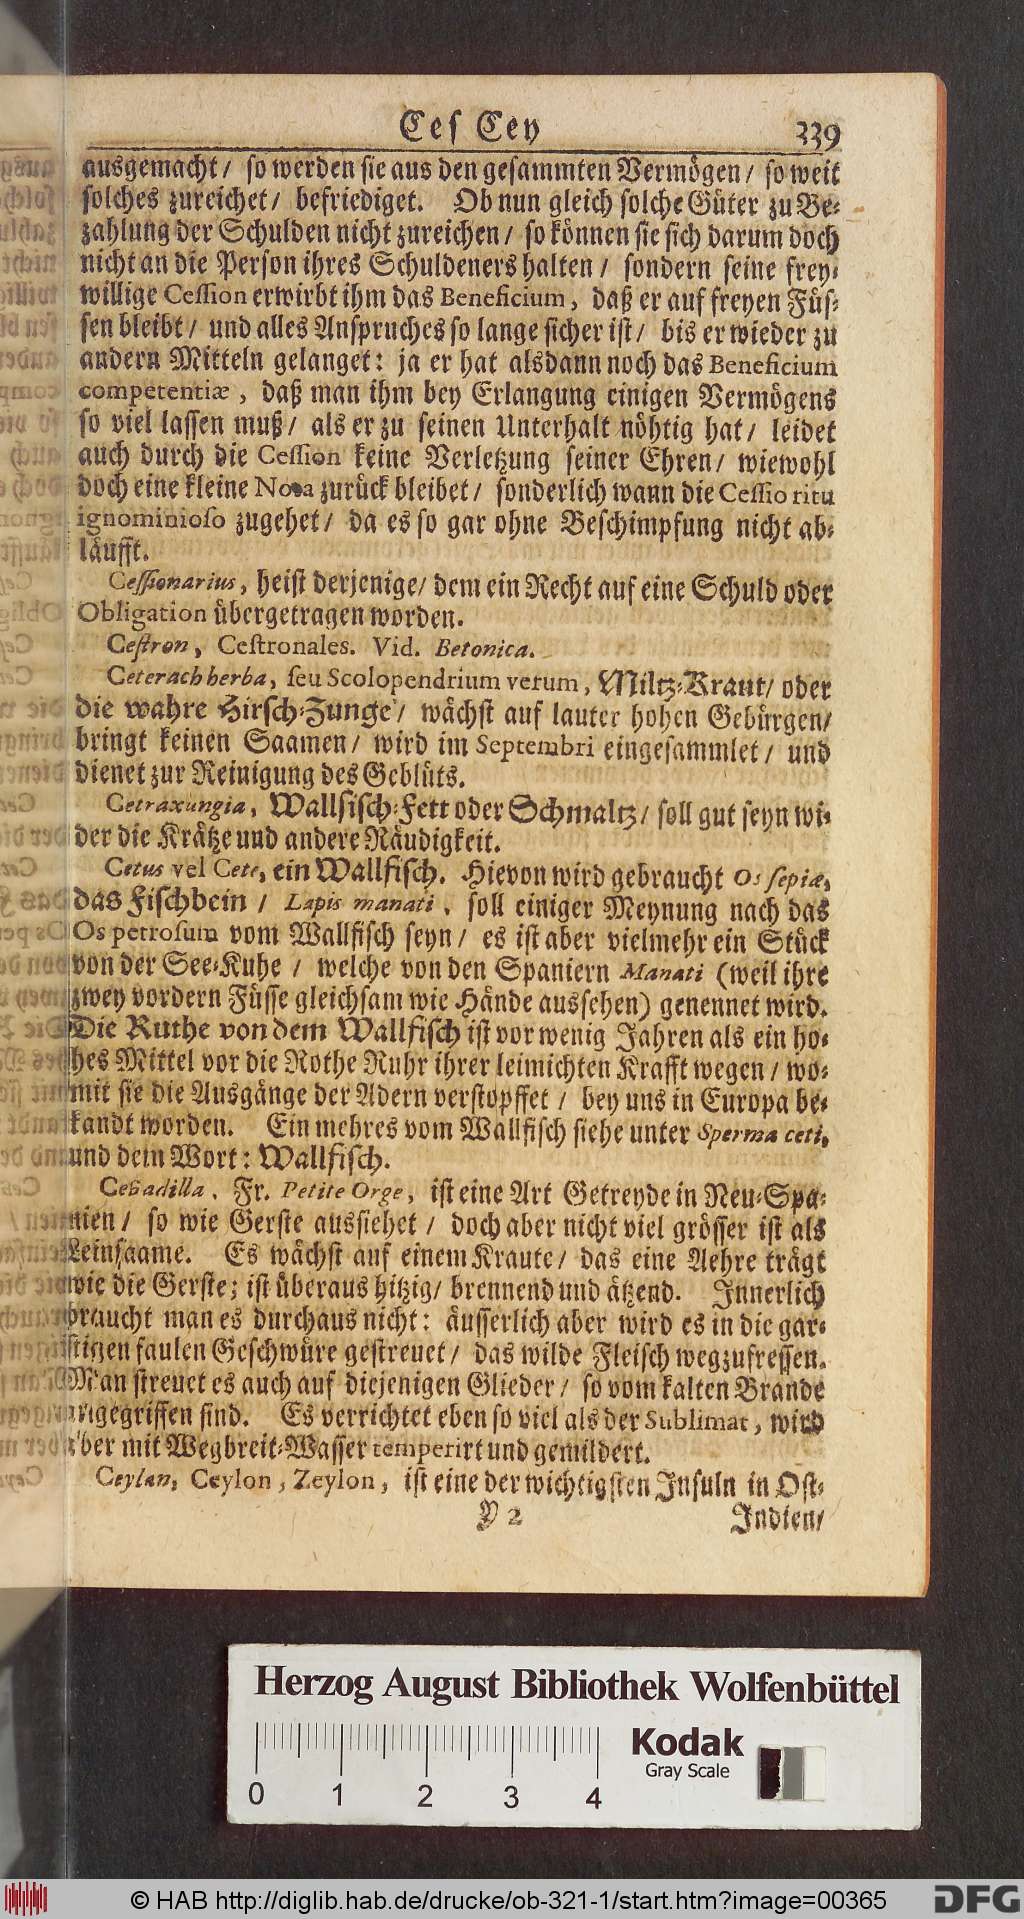 Ces Cey 339
ausgemacht / so werden sie aus den gesammten Vermögen / so weit
solches zureichet / befriediget. Ob nun gleich solche Güter zu Be-
zahlung der Schulden nicht zureichen / so können sie sich darum doch
nicht an die Person ihres Schuldeners halten / sondern seine frey-
willige Cession erwirbt ihm das Beneficium, daß er auf freyen Füs-
sen bleibt / und alles Anspruches so lange sicher ist / bis er wieder zu
andern Mitteln gelanget: ja er hat alsdann noch das Beneficium
competentiæ, daß man ihm bey Erlangung einigen Vermögens
so viel lassen muß / als er zu seinen Unterhalt nöhtig hat / leidet
auch durch die Cession keine Verletzung seiner Ehren / wiewohl
doch eine kleine Nota zurück bleibet / sonderlich wann die Cessio ritu
ignominioso zugehet / da es so gar ohne Beschimpfung nicht ab-
läufft.
Cessionarius, heist derjenige / dem ein Recht auf eine Schuld oder
Obligation übergetragen worden.
Cestron, Cestronales. Vid. Betonica.
Ceterach herba, seu Scolopendrium verum, Miltz-Kraut / oder
die wahre Hirsch-Zunge / wächst auf lauter hohen Gebürgen /
bringt keinen Saamen / wird im Septembri eingesammlet / und
dienet zur Reinigung des Geblüts.
Cetraxungia, Wallfisch-Fett oder Schmaltz / soll gut seyn wi-
der die Krätze und andere Räudigkeit.
Cetus vel Cete, ein Wallfisch. Hievon wird gebraucht Os sepiæ,
das Fischbein / Lapis manati, soll einiger Meynung nach das
Os petrosum vom Wallfisch seyn / es ist aber vielmehr ein Stück
von der See-Kuhe / welche von den Spaniern Manati (weil ihre
zwey vordern Füsse gleichsam wie Hände aussehen) genennet wird.
Die Ruthe von dem Wallfisch ist vor wenig Jahren als ein ho-
hes Mittel vor die Rothe Ruhr ihrer leimichten Krafft wegen / wo-
mit sie die Ausgänge der Adern verstopffet / bey uns in Europa be-
kandt worden. Ein mehres vom Wallfisch siehe unter Sperma ceti,
und dem Wort: Wallfisch.
Cevadilla, Fr. Petite Orge, ist eine Art Getreyde in Neu-Spa-
nien / so wie Gerste aussiehet / doch aber nicht viel grösser ist als
Leinsaame. Es wächst auf einem Kraute / das eine Aehre trägt
wie die Gerste; ist überaus hitzig / brennend und ätzend. Innerlich
braucht man es durchaus nicht: äusserlich aber wird es in die gar-
stigen faulen Geschwüre gestreuet / das wilde Fleisch wegzufressen.
Man streuet es auch auf diejenigen Glieder / so vom kalten Brande
angegriffen sind. Es verrichtet eben so viel als der Sublimat, wird
aber mit Wegbreit-Wasser temperirt und gemildert.
Ceylan, Ceylon, Zeylon, ist eine der wichtigsten Insuln in Ost-
Y 2 Indien /
Herzog August Bibliothek Wolfenbüttel
Kodak
Gray Scale
0 1 2 3 4
© HAB http://diglib.hab.de/drucke/ob-321-1/start.htm?image=00365
DFG